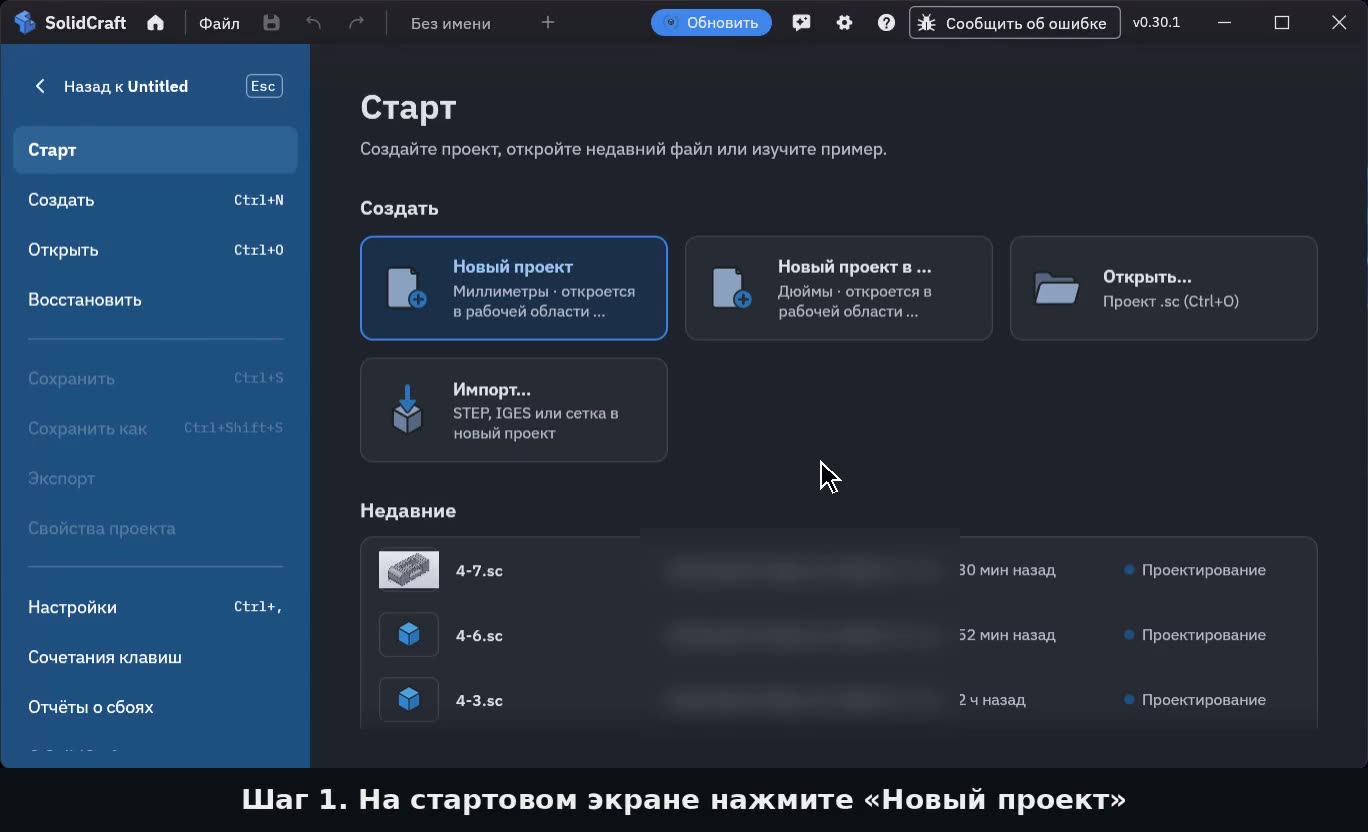 SolidCraft
Файл
Без имени
Обновить
Сообщить об ошибке
v0.30.1
Назад к Untitled
Esc
Старт
Создать Ctrl+N
Открыть Ctrl+O
Восстановить
Сохранить Ctrl+S
Сохранить как Ctrl+Shift+S
Экспорт
Свойства проекта
Настройки Ctrl+,
Сочетания клавиш
Отчёты о сбоях
Старт
Создайте проект, откройте недавний файл или изучите пример.
Создать
Новый проект
Миллиметры · откроется
в рабочей области ...
Новый проект в ...
Дюймы · откроется в
рабочей области ...
Открыть...
Проект .sc (Ctrl+O)
Импорт...
STEP, IGES или сетка в
новый проект
Недавние
4-7.sc 30 мин назад Проектирование
4-6.sc 52 мин назад Проектирование
4-3.sc 2 ч назад Проектирование
Шаг 1. На стартовом экране нажмите «Новый проект»